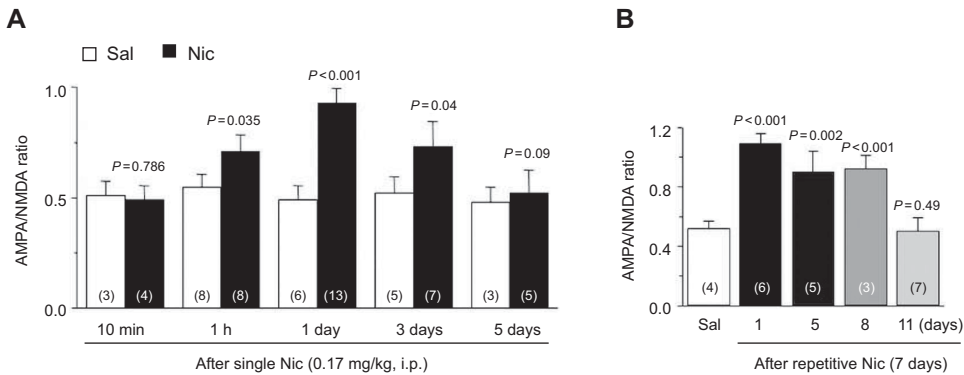 A
Sal Nic
AMPA/NMDA ratio
1.0
0.5
0.0
P = 0.786
P = 0.035
P < 0.001
P = 0.04
P = 0.09
(3) (4) (8) (8) (6) (13) (5) (7) (3) (5)
10 min 1 h 1 day 3 days 5 days
After single Nic (0.17 mg/kg, i.p.)
B
AMPA/NMDA ratio
1.2
0.8
0.4
0.0
P < 0.001
P = 0.002
P < 0.001
P = 0.49
(4) (6) (5) (3) (7)
Sal 1 5 8 11 (days)
After repetitive Nic (7 days)